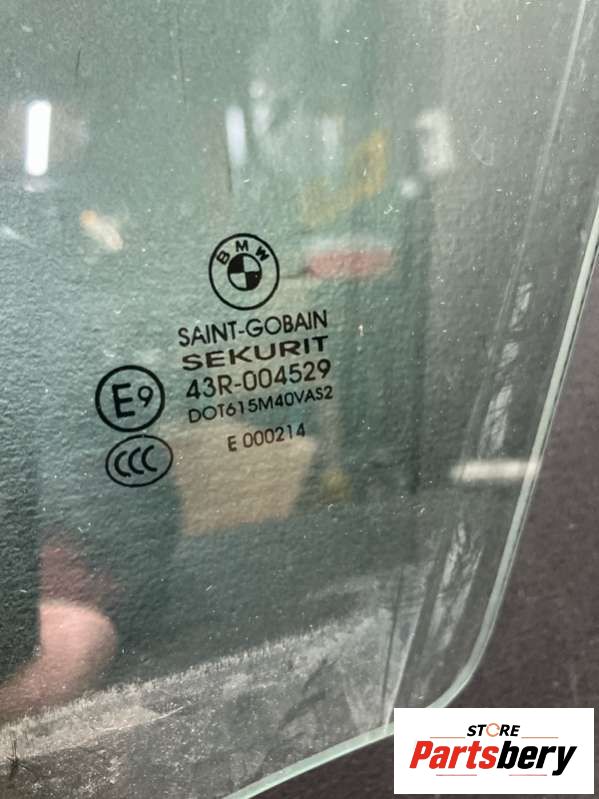 BMW
SAINT-GOBAIN
SEKURIT
E9
43R-004529
DOT615M40VAS2
CCC
E 000214
STORE
Partsbery